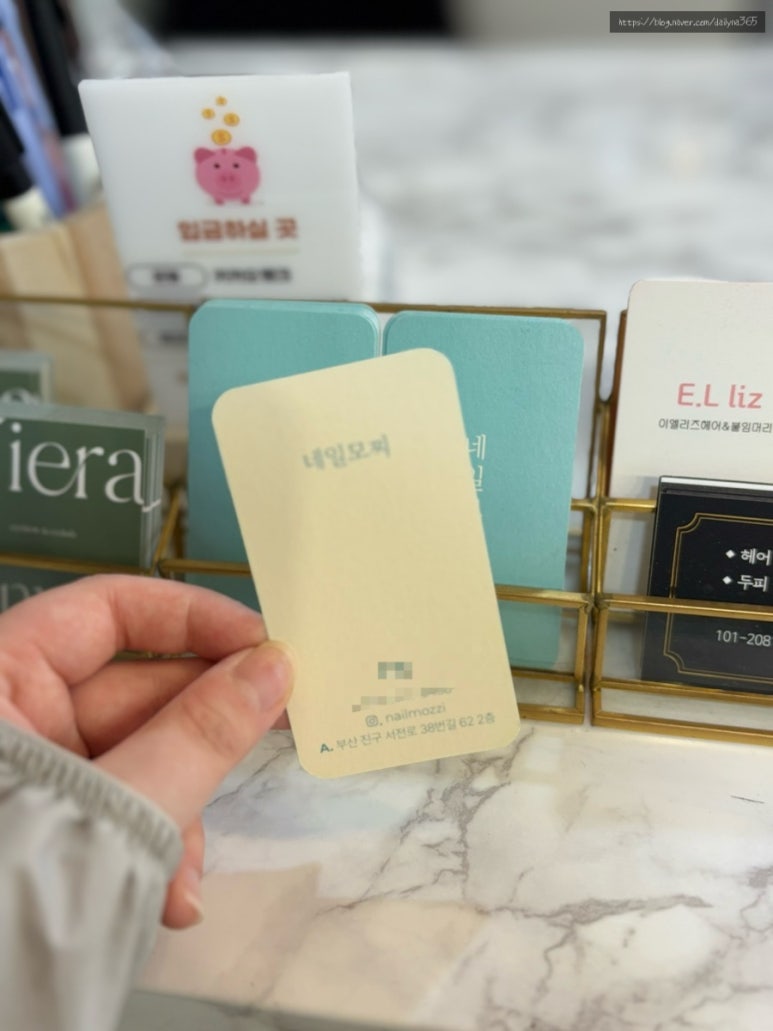 https://blog.naver.com/dailyna365
입금하실 곳
네일모찌
nailmozzi
A. 부산 진구 서전로 38번길 62 2층
네
일
iera
E.L liz
이엘리즈헤어&붙임머리
◆ 헤어
◆ 두피
101-208